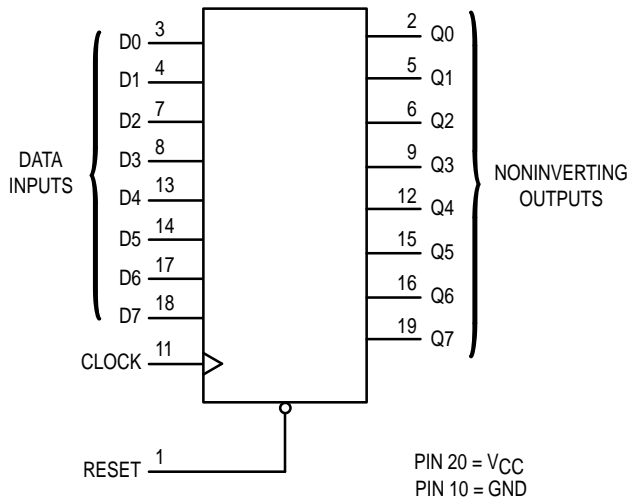 DATA
INPUTS
D0 3
D1 4
D2 7
D3 8
D4 13
D5 14
D6 17
D7 18
CLOCK 11
RESET 1
2 Q0
5 Q1
6 Q2
9 Q3
12 Q4
15 Q5
16 Q6
19 Q7
NONINVERTING
OUTPUTS
PIN 20 = VCC
PIN 10 = GND